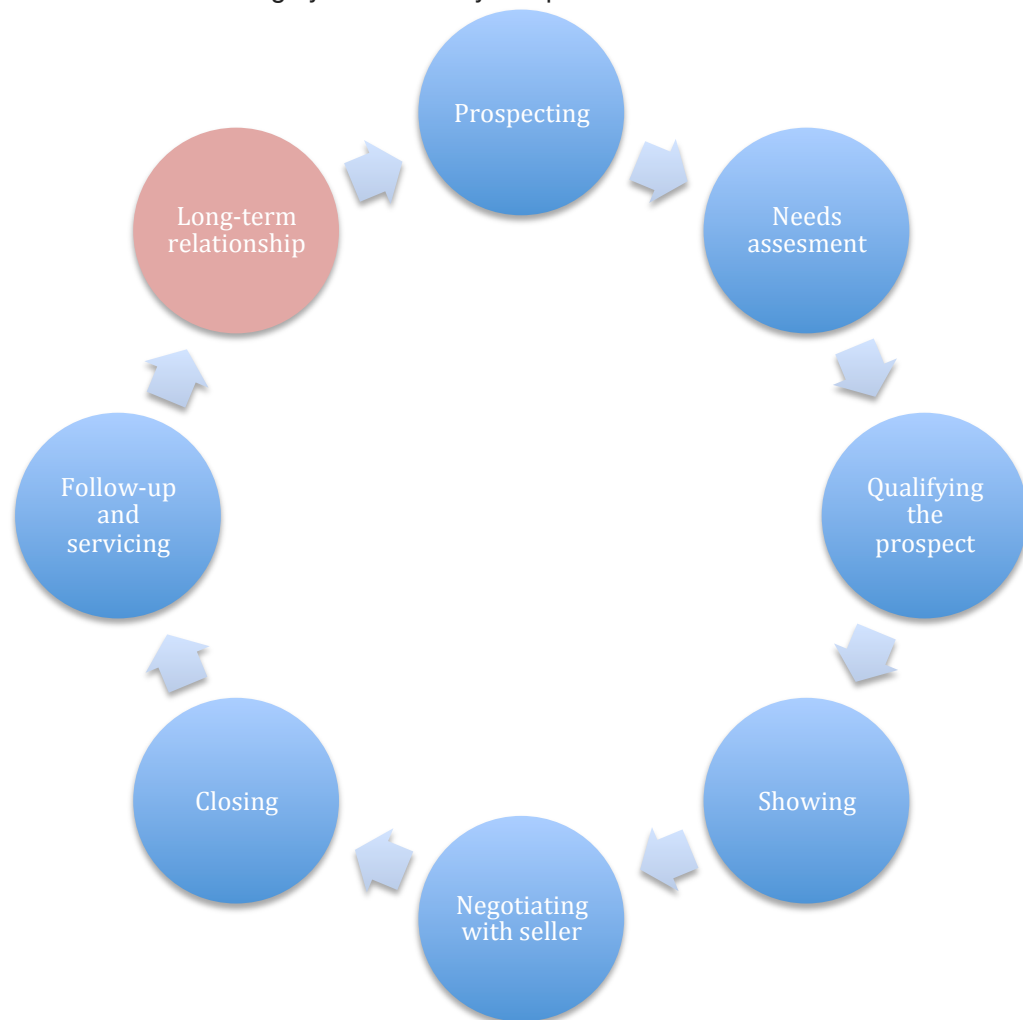 Prospecting
Needs
assesment
Qualifying
the
prospect
Showing
Negotiating
with seller
Closing
Follow-up
and
servicing
Long-term
relationship